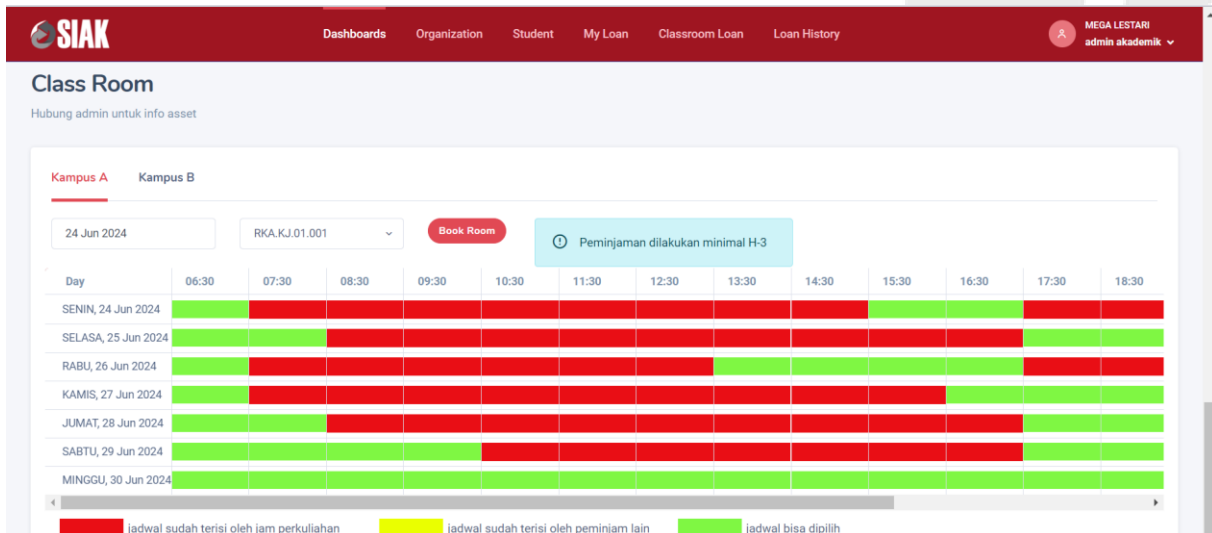 SIAK
Dashboards Organization Student My Loan Classroom Loan Loan History
MEGA LESTARI
admin akademik
Class Room
Hubung admin untuk info asset
Kampus A Kampus B
24 Jun 2024 RKA.KJ.01.001 Book Room Peminjaman dilakukan minimal H-3
Day 06:30 07:30 08:30 09:30 10:30 11:30 12:30 13:30 14:30 15:30 16:30 17:30 18:30
SENIN, 24 Jun 2024
SELASA, 25 Jun 2024
RABU, 26 Jun 2024
KAMIS, 27 Jun 2024
JUMAT, 28 Jun 2024
SABTU, 29 Jun 2024
MINGGU, 30 Jun 2024
jadwal sudah terisi oleh jam perkuliahan jadwal sudah terisi oleh peminjam lain jadwal bisa dipilih